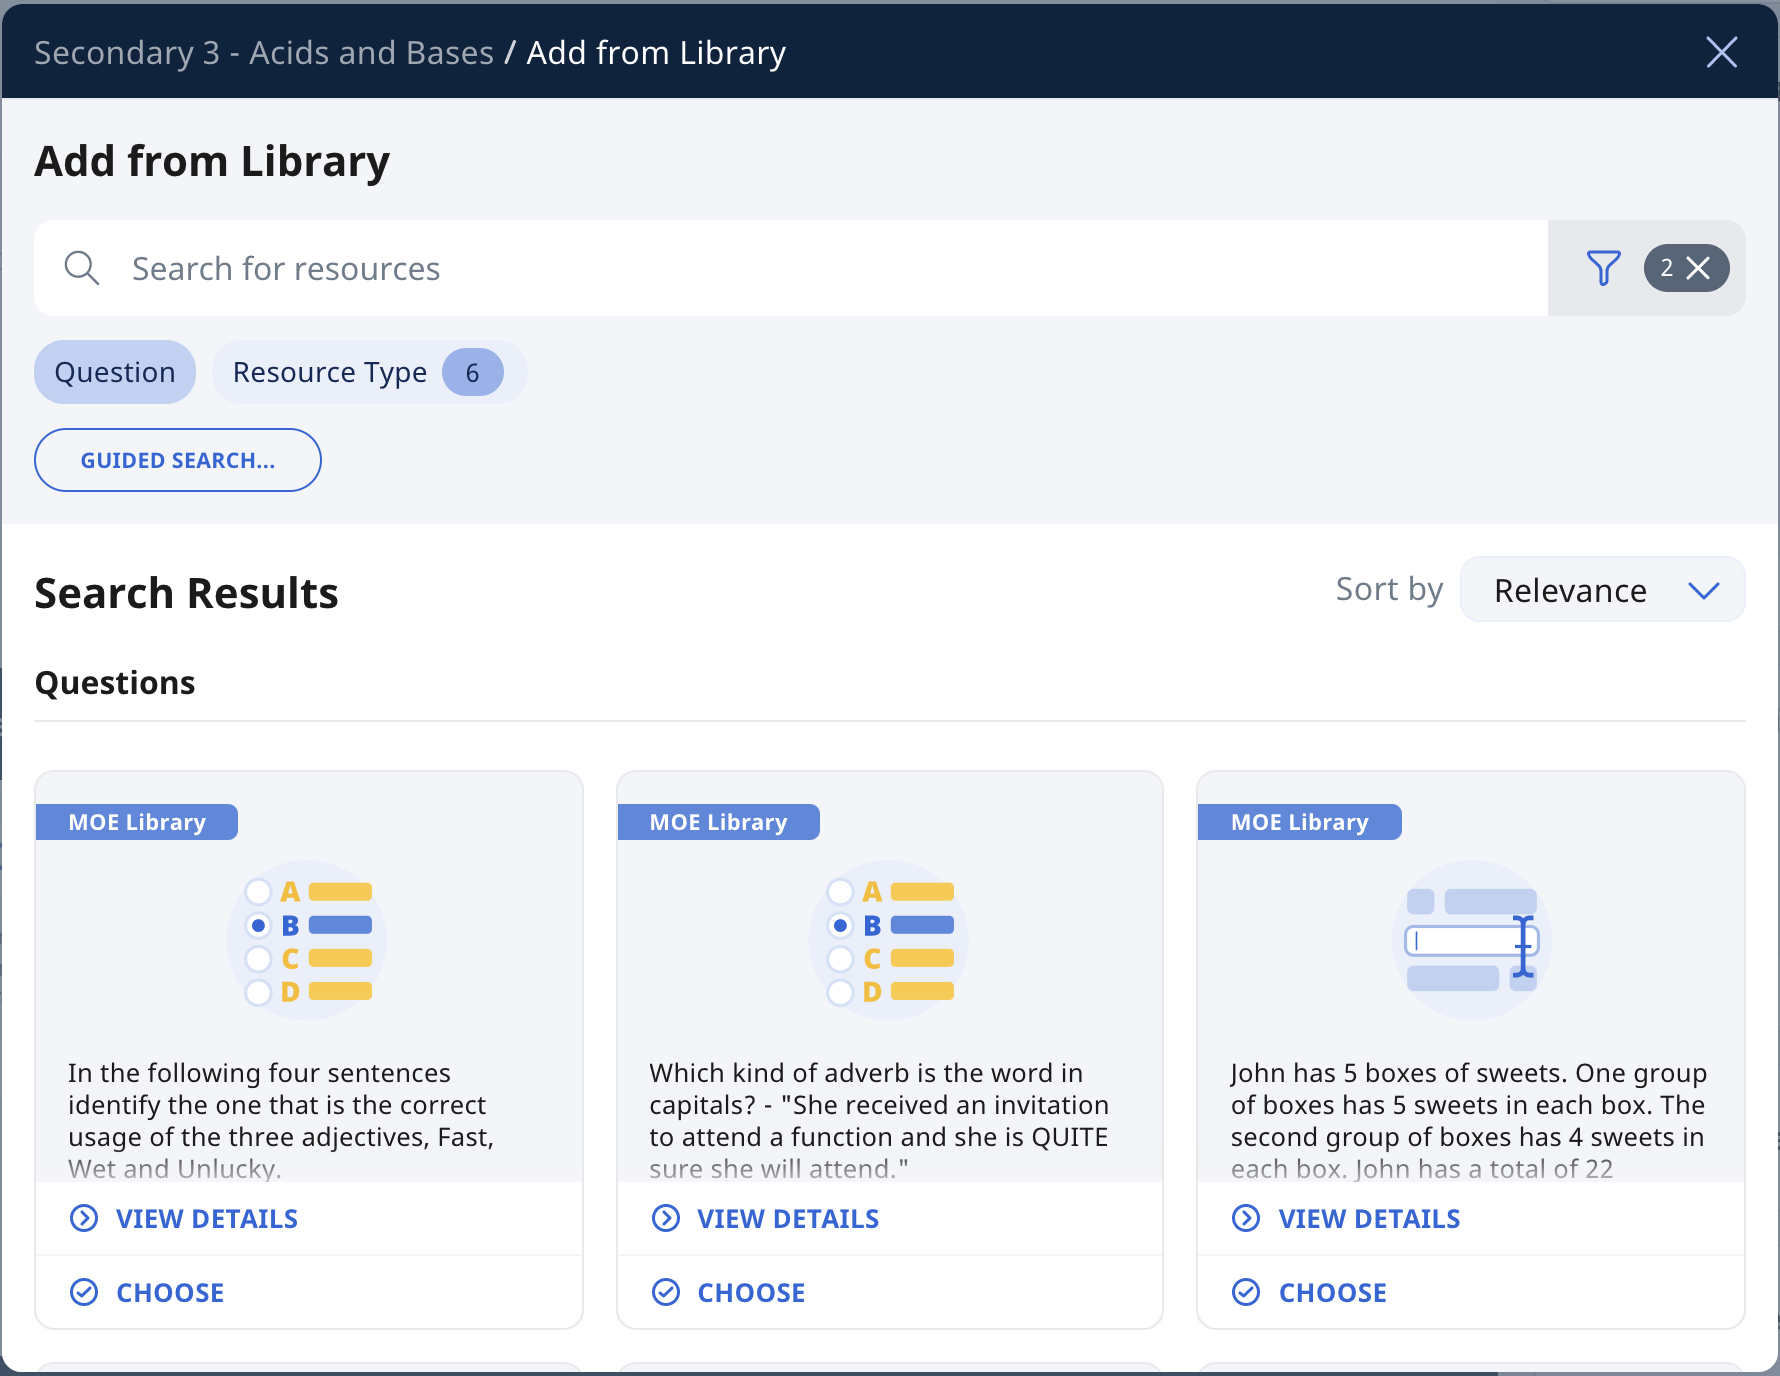 Secondary 3 - Acids and Bases / Add from Library
Add from Library
Search for resources
2
Question
Resource Type 6
GUIDED SEARCH...
Search Results
Sort by
Relevance
Questions
MOE Library
A
B
C
D
In the following four sentences
identify the one that is the correct
usage of the three adjectives, Fast,
Wet and Unlucky.
VIEW DETAILS
CHOOSE
MOE Library
A
B
C
D
Which kind of adverb is the word in
capitals? - "She received an invitation
to attend a function and she is QUITE
sure she will attend."
VIEW DETAILS
CHOOSE
MOE Library
John has 5 boxes of sweets. One group
of boxes has 5 sweets in each box. The
second group of boxes has 4 sweets in
each box. John has a total of 22
VIEW DETAILS
CHOOSE